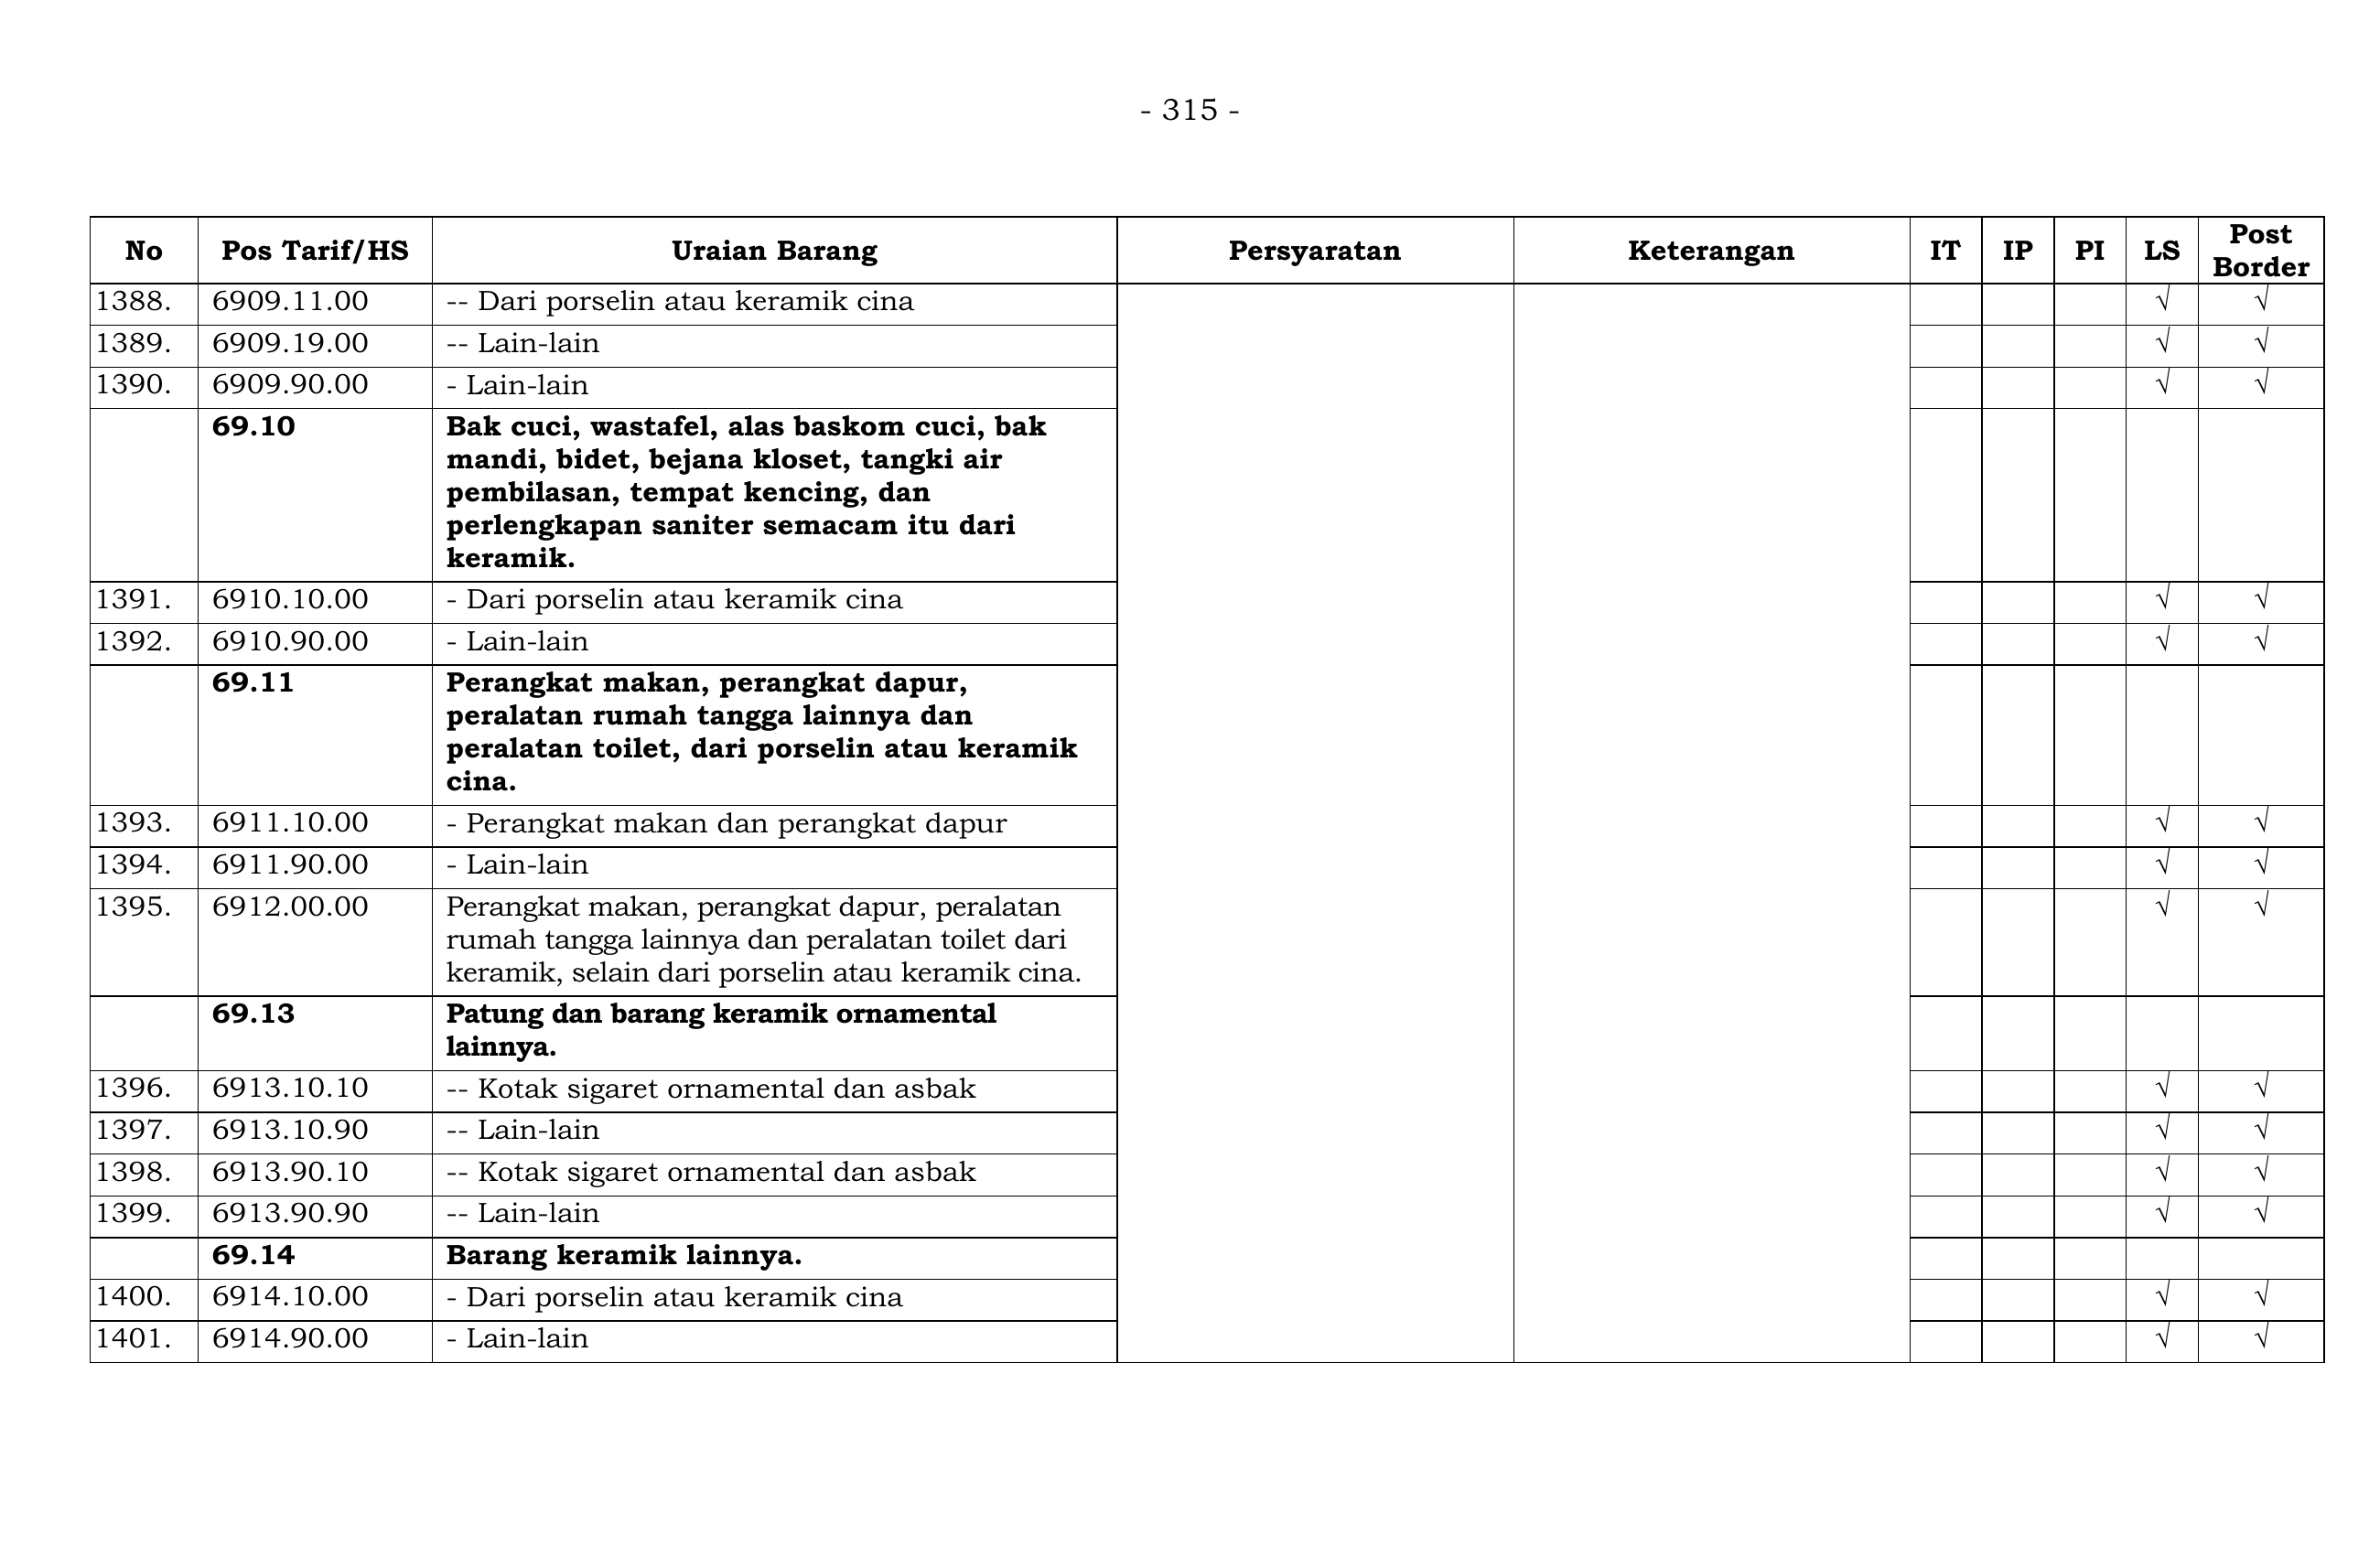 - 315 -
No Pos Tarif/HS Uraian Barang Persyaratan Keterangan IT IP PI LS Post Border
1388. 6909.11.00 -- Dari porselin atau keramik cina √ √
1389. 6909.19.00 -- Lain-lain √ √
1390. 6909.90.00 - Lain-lain √ √
69.10 Bak cuci, wastafel, alas baskom cuci, bak
mandi, bidet, bejana kloset, tangki air
pembilasan, tempat kencing, dan
perlengkapan saniter semacam itu dari
keramik.
1391. 6910.10.00 - Dari porselin atau keramik cina √ √
1392. 6910.90.00 - Lain-lain √ √
69.11 Perangkat makan, perangkat dapur,
peralatan rumah tangga lainnya dan
peralatan toilet, dari porselin atau keramik
cina.
1393. 6911.10.00 - Perangkat makan dan perangkat dapur √ √
1394. 6911.90.00 - Lain-lain √ √
1395. 6912.00.00 Perangkat makan, perangkat dapur, peralatan √ √
rumah tangga lainnya dan peralatan toilet dari
keramik, selain dari porselin atau keramik cina.
69.13 Patung dan barang keramik ornamental
lainnya.
1396. 6913.10.10 -- Kotak sigaret ornamental dan asbak √ √
1397. 6913.10.90 -- Lain-lain √ √
1398. 6913.90.10 -- Kotak sigaret ornamental dan asbak √ √
1399. 6913.90.90 -- Lain-lain √ √
69.14 Barang keramik lainnya.
1400. 6914.10.00 - Dari porselin atau keramik cina √ √
1401. 6914.90.00 - Lain-lain √ √